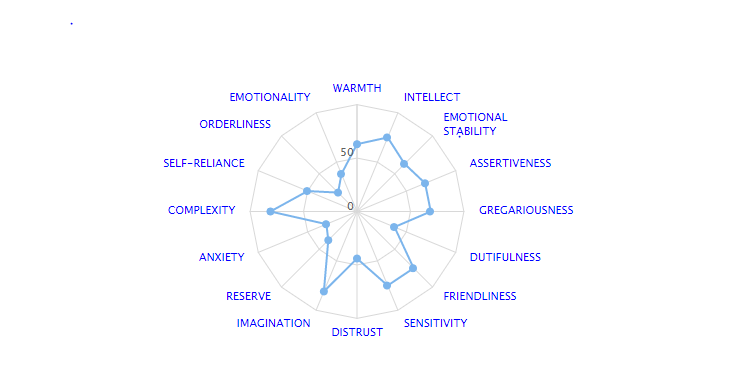 WARMTH
EMOTIONALITY
INTELLECT
EMOTIONAL
STABILITY
ORDERLINESS
50
SELF-RELIANCE
ASSERTIVENESS
COMPLEXITY
0
GREGARIOUSNESS
ANXIETY
DUTIFULNESS
RESERVE
FRIENDLINESS
IMAGINATION
SENSITIVITY
DISTRUST